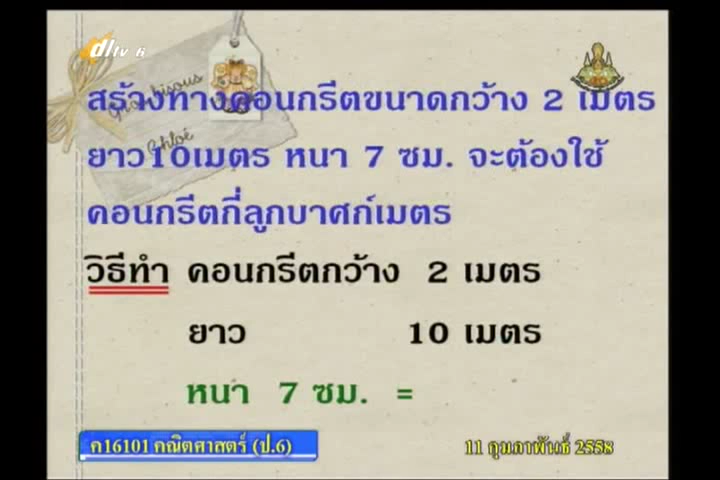 dltv 6
สร้างทางคอนกรีตขนาดกว้าง 2 เมตร
ยาว10เมตร หนา 7 ซม. จะต้องใช้
คอนกรีตกี่ลูกบาศก์เมตร
วิธีทำ คอนกรีตกว้าง 2 เมตร
ยาว 10 เมตร
หนา 7 ซม. =
ค16101 คณิตศาสตร์ (ป.6)
11 กุมภาพันธ์ 2558